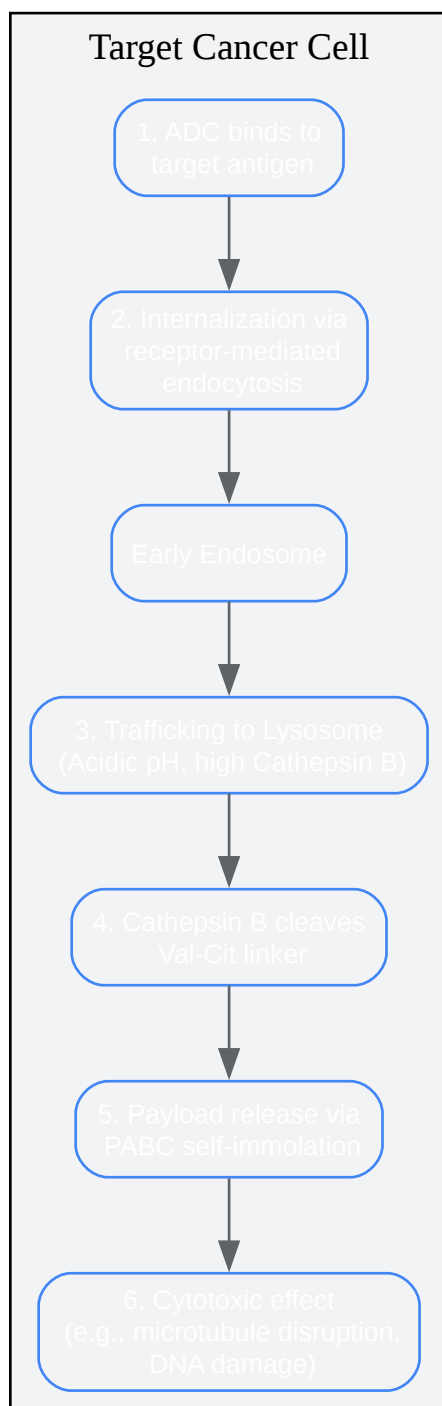 Target Cancer Cell
1. ADC binds to
target antigen
2. Internalization via
receptor-mediated
endocytosis
Early Endosome
3. Trafficking to Lysosome
(Acidic pH, high Cathepsin B)
4. Cathepsin B cleaves
Val-Cit linker
5. Payload release via
PABC self-immolation
6. Cytotoxic effect
(e.g., microtubule disruption,
DNA damage)